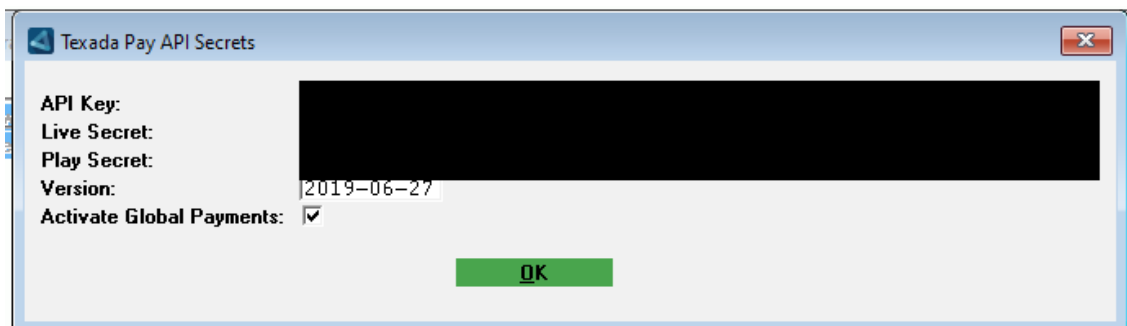 Texada Pay API Secrets
API Key:
Live Secret:
Play Secret:
Version: 2019-06-27
Activate Global Payments:
OK